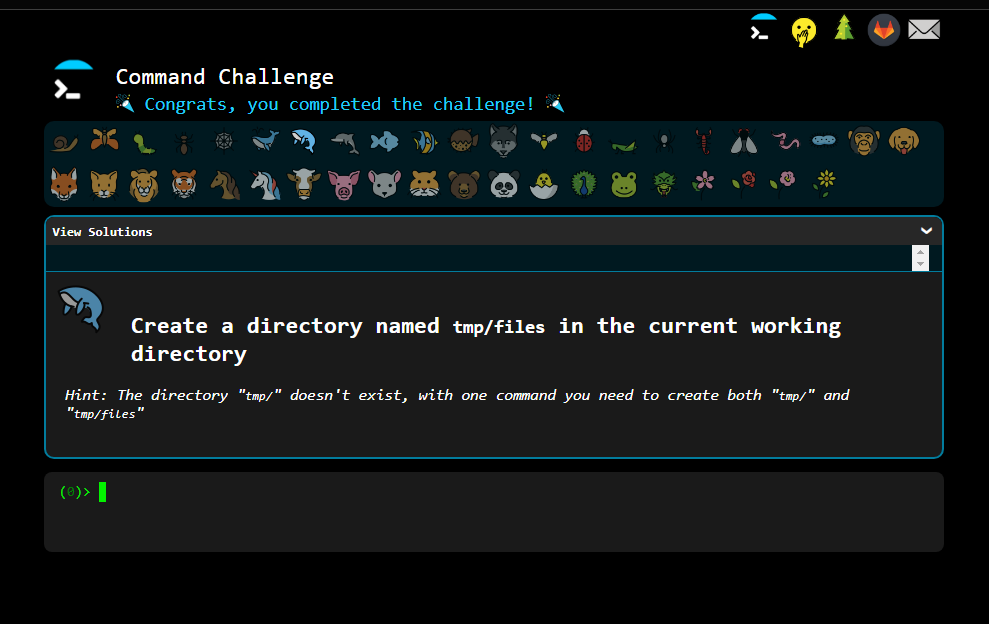 Command Challenge
Congrats, you completed the challenge!
View Solutions
Create a directory named tmp/files in the current working
directory
Hint: The directory "tmp/" doesn't exist, with one command you need to create both "tmp/" and
"tmp/files"
(0)>